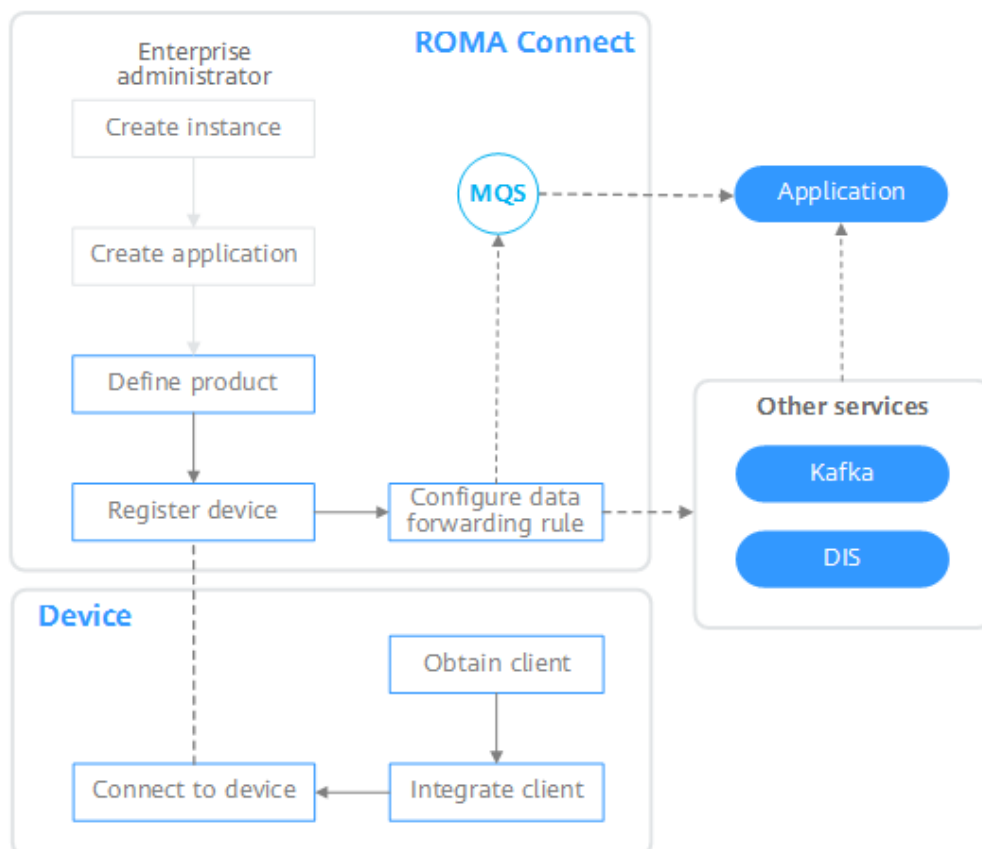 ROMA Connect
Enterprise
administrator
Create instance
Create application
Define product
Register device
Configure data
forwarding rule
MQS
Application
Other services
Kafka
DIS
Device
Obtain client
Integrate client
Connect to device